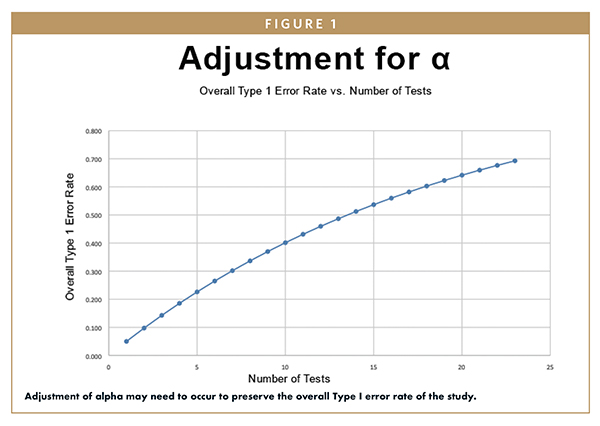 FIGURE 1
Adjustment for α
Overall Type 1 Error Rate vs. Number of Tests
0.800
0.700
0.600
0.500
0.400
0.300
0.200
0.100
0.000
Overall Type 1 Error Rate
0 5 10 15 20 25
Number of Tests
Adjustment of alpha may need to occur to preserve the overall Type I error rate of the study.